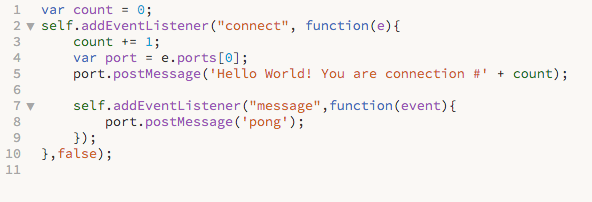 1 var count = 0;
2 self.addEventListener("connect", function(e){
3     count += 1;
4     var port = e.ports[0];
5     port.postMessage('Hello World! You are connection #' + count);
6
7     self.addEventListener("message",function(event){
8         port.postMessage('pong');
9     });
10 },false);
11